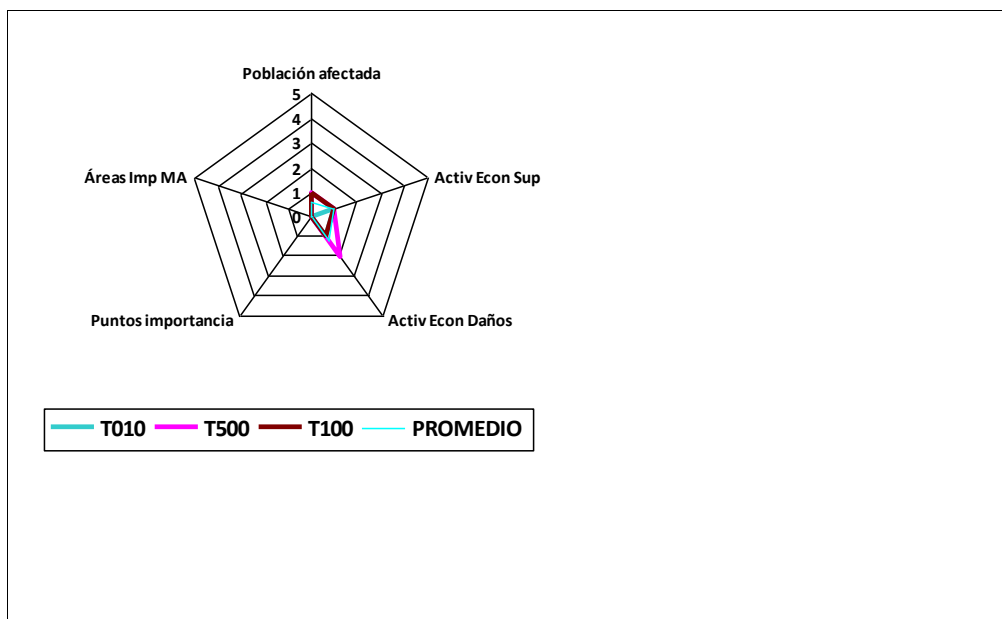 Población afectada
5
4
3
2
1
0
Áreas Imp MA
Activ Econ Sup
Puntos importancia
Activ Econ Daños
T010 T500 T100 PROMEDIO